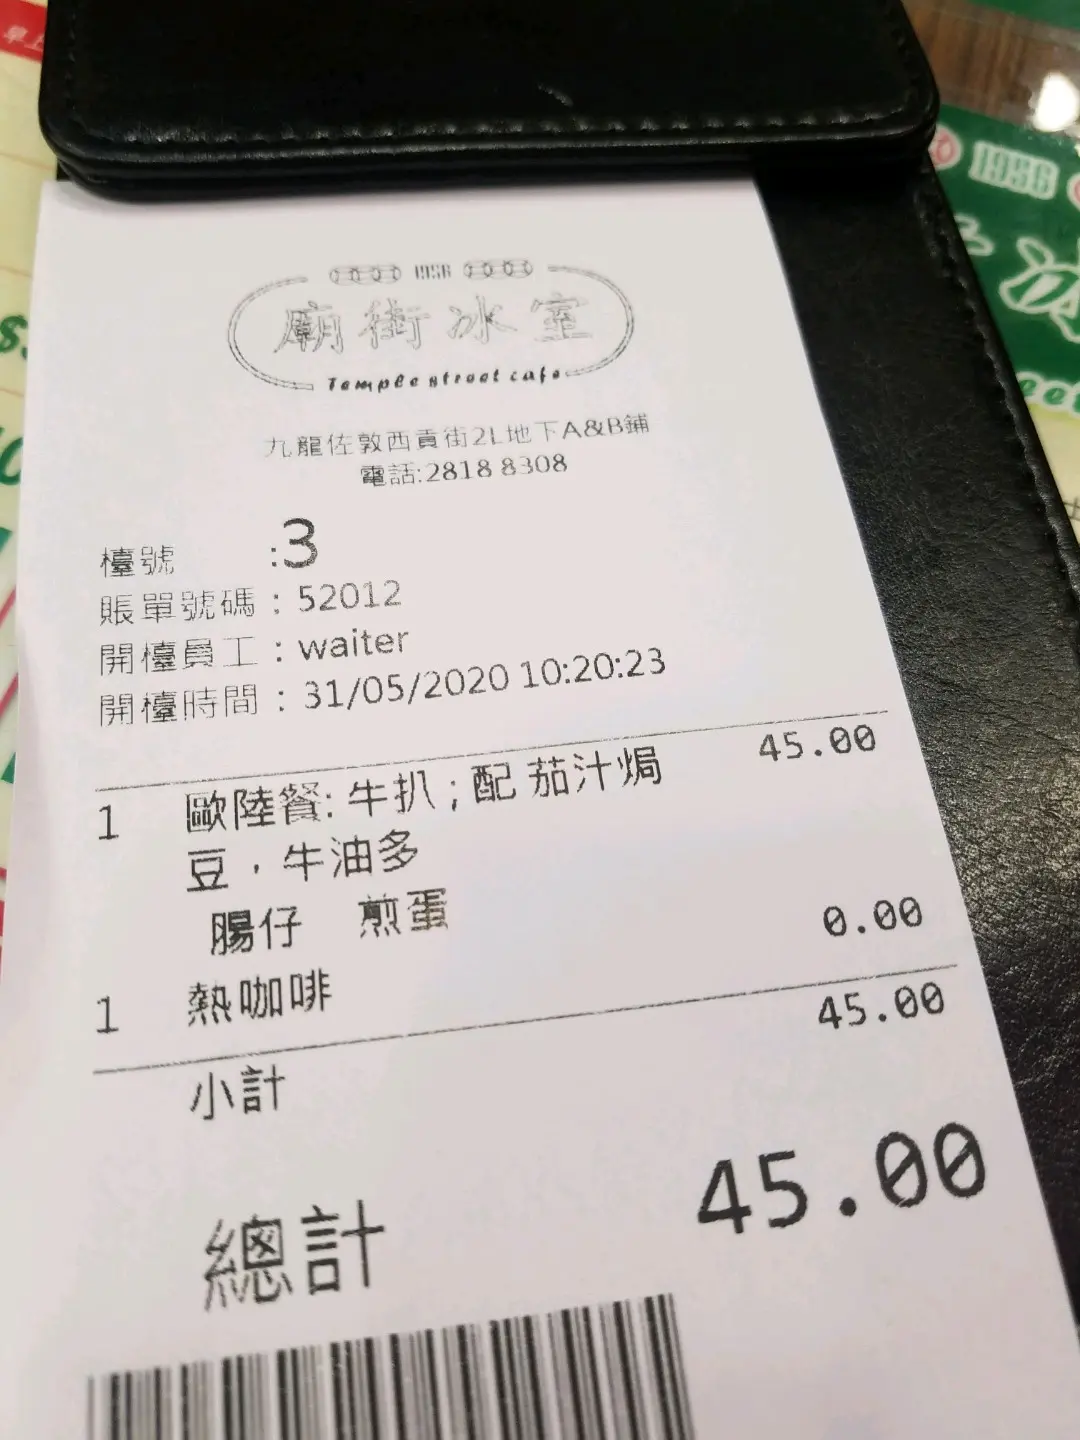 早上
1956
廟街冰室
Temple street cafe
九龍佐敦西貢街2L地下A&B鋪
電話:2818 8308
檯號 :3
賬單號碼 : 52012
開檯員工 : waiter
開檯時間 : 31/05/2020 10:20:23
1 歐陸餐: 牛扒 ; 配 茄汁焗 45.00
豆，牛油多
腸仔 煎蛋
1 熱咖啡 0.00
小計 45.00
總計 45.00
1956
冰